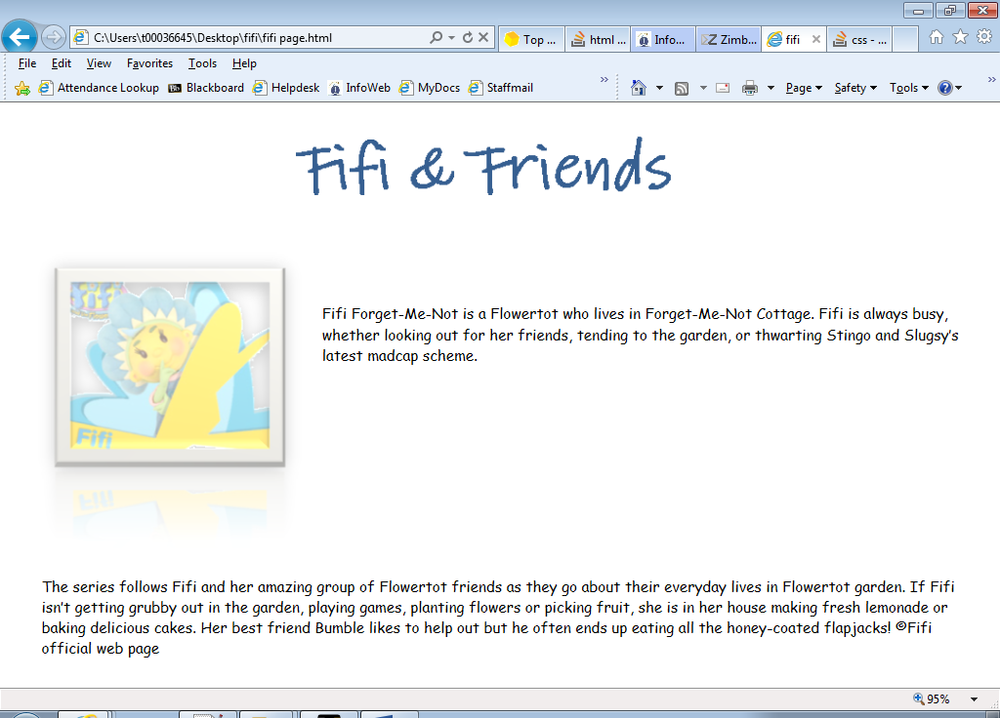 C:\Users\t00036645\Desktop\fifi\fifi page.html
Top ...
html ...
Info...
Zimb...
fifi
css - ...
File Edit View Favorites Tools Help
Attendance Lookup Blackboard Helpdesk InfoWeb MyDocs Staffmail
Page Safety Tools
Fifi & Friends
fifi
Fifi
Fifi Forget-Me-Not is a Flowertot who lives in Forget-Me-Not Cottage. Fifi is always busy,
whether looking out for her friends, tending to the garden, or thwarting Stingo and Slugsy's
latest madcap scheme.
The series follows Fifi and her amazing group of Flowertot friends as they go about their everyday lives in Flowertot garden. If Fifi
isn't getting grubby out in the garden, playing games, planting flowers or picking fruit, she is in her house making fresh lemonade or
baking delicious cakes. Her best friend Bumble likes to help out but he often ends up eating all the honey-coated flapjacks! ©Fifi
official web page
95%